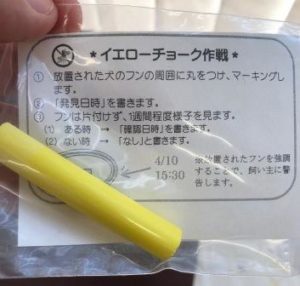 ＊イエローチョーク作戦＊
① 放置された犬のフンの周囲に丸をつけ、マーキングします。
② 「発見日時」を書きます。
③ フンは片付けず、1週間程度様子を見ます。
(1) ある時 → 「確認日時」を書きます。
(2) ない時 → 「なし」と書きます。
4/10
15:30
※放置されたフンを強調することで、飼い主に警告します。